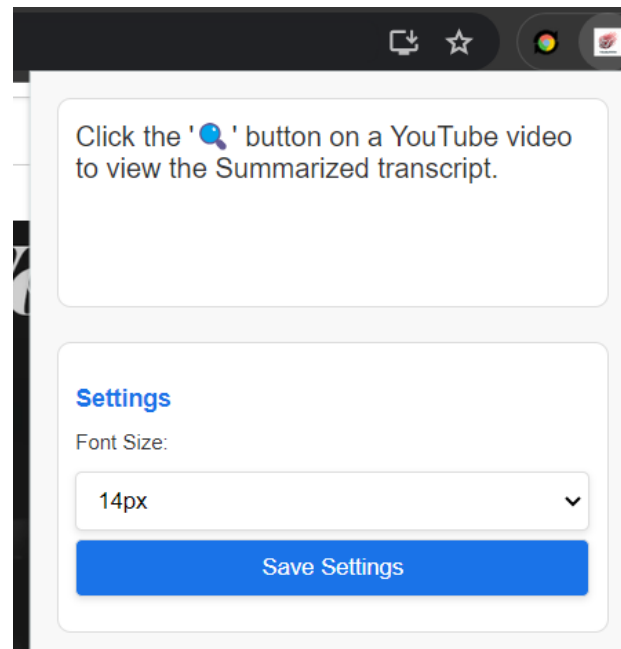 Click the '🔍' button on a YouTube video
to view the Summarized transcript.
Settings
Font Size:
14px
Save Settings